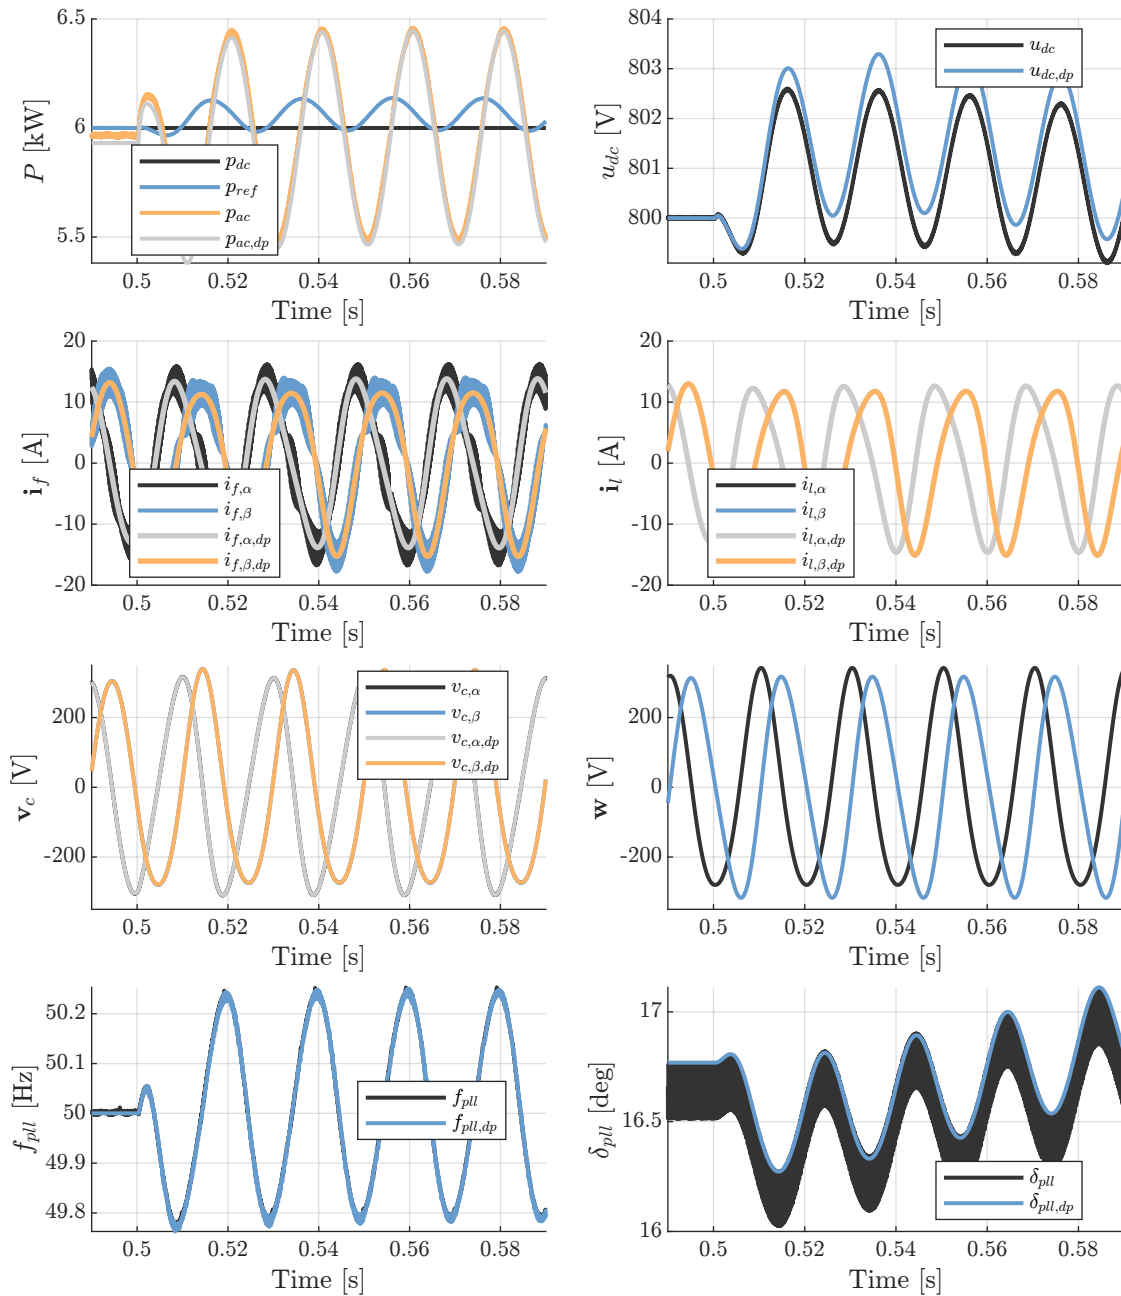 6.5
6
5.5
P [kW]
p_dc
p_ref
p_ac
p_ac,dp
0.5 0.52 0.54 0.56 0.58
Time [s]
804
803
802
801
800
u_dc [V]
u_dc
u_dc,dp
0.5 0.52 0.54 0.56 0.58
Time [s]
20
10
0
-10
-20
i_f [A]
i_f,α
i_f,β
i_f,α,dp
i_f,β,dp
0.5 0.52 0.54 0.56 0.58
Time [s]
20
10
0
-10
-20
i_l [A]
i_l,α
i_l,β
i_l,α,dp
i_l,β,dp
0.5 0.52 0.54 0.56 0.58
Time [s]
200
0
-200
v_c [V]
v_c,α
v_c,β
v_c,α,dp
v_c,β,dp
0.5 0.52 0.54 0.56 0.58
Time [s]
200
0
-200
w [V]
0.5 0.52 0.54 0.56 0.58
Time [s]
50.2
50.1
50
49.9
49.8
f_pll [Hz]
f_pll
f_pll,dp
0.5 0.52 0.54 0.56 0.58
Time [s]
17
16.5
16
δ_pll [deg]
δ_pll
δ_pll,dp
0.5 0.52 0.54 0.56 0.58
Time [s]